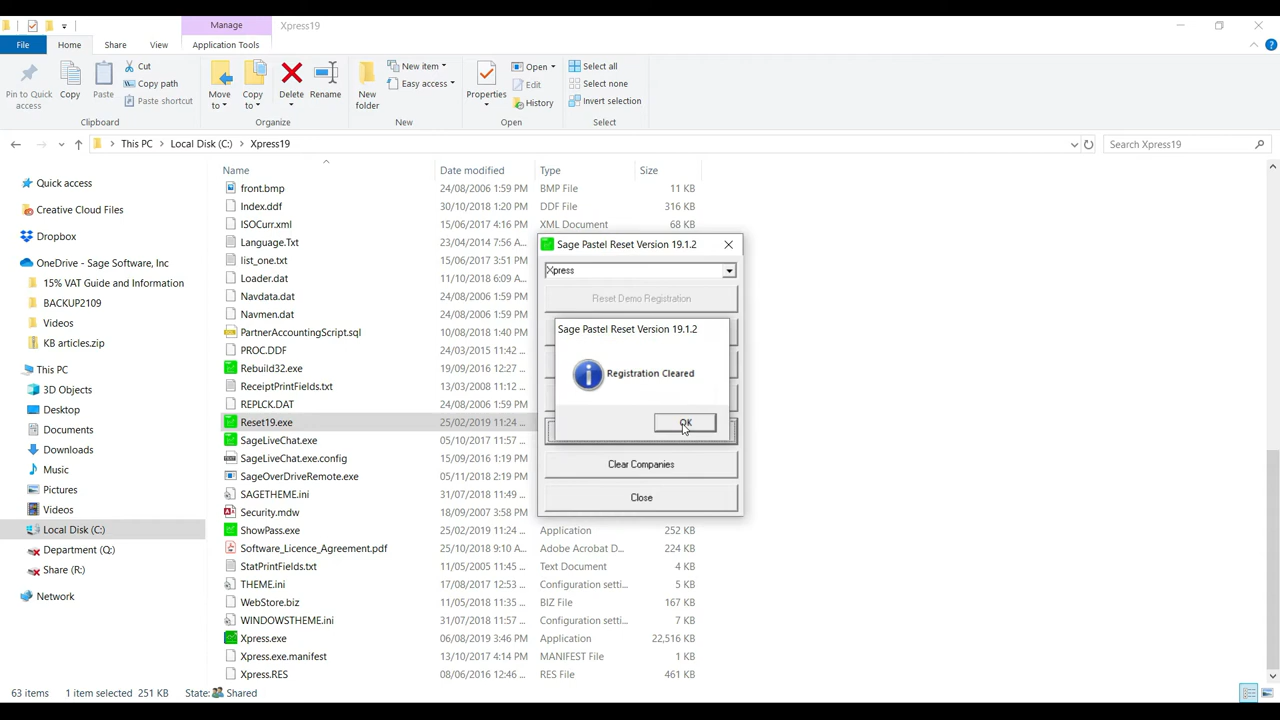 Manage
Xpress19
File
Home
Share
View
Application Tools
Pin to Quick access
Copy
Paste
Cut
Copy path
Paste shortcut
Clipboard
Move to
Copy to
Delete
Rename
Organize
New folder
New item
Easy access
New
Properties
Open
Edit
History
Open
Select all
Select none
Invert selection
Select
This PC
Local Disk (C:)
Xpress19
Search Xpress19
Quick access
Creative Cloud Files
Dropbox
OneDrive - Sage Software, Inc
15% VAT Guide and Information
BACKUP2109
Videos
KB articles.zip
This PC
3D Objects
Desktop
Documents
Downloads
Music
Pictures
Videos
Local Disk (C:)
Department (Q:)
Share (R:)
Network
Name Date modified Type Size
front.bmp 24/08/2006 1:59 PM BMP File 11 KB
Index.ddf 30/10/2018 1:20 PM DDF File 316 KB
ISOCurr.xml 15/06/2017 4:16 PM XML Document 68 KB
Language.Txt 23/04/2014 7:56 A...
list_one.txt 15/06/2017 3:51 PM
Loader.dat 11/10/2018 6:09 A...
Navdata.dat 24/08/2006 1:59 PM
Navmen.dat 24/08/2006 1:59 PM
PartnerAccountingScript.sql 10/08/2018 1:40 PM
PROC.DDF 24/03/2015 11:42 ...
Rebuild32.exe 19/09/2016 12:27 ...
ReceiptPrintFields.txt 13/03/2008 11:12 ...
REPLCK.DAT 24/08/2006 1:59 PM
Reset19.exe 25/02/2019 11:24 ...
SageLiveChat.exe 05/10/2017 11:57 ...
SageLiveChat.exe.config 15/09/2016 1:19 PM
SageOverDriveRemote.exe 05/11/2018 2:19 PM
SAGETHEME.ini 31/07/2018 11:49 ...
Security.mdw 18/09/2007 3:58 PM
ShowPass.exe 25/02/2019 11:24 ... Application 252 KB
Software_Licence_Agreement.pdf 25/10/2018 9:10 A... Adobe Acrobat D... 224 KB
StatPrintFields.txt 11/05/2005 11:45 ... Text Document 4 KB
THEME.ini 17/08/2017 12:53 ... Configuration setti... 5 KB
WebStore.biz 11/05/2018 11:35 ... BIZ File 167 KB
WINDOWSTHEME.ini 31/07/2018 11:57 ... Configuration setti... 7 KB
Xpress.exe 06/08/2019 3:46 PM Application 22,516 KB
Xpress.exe.manifest 13/10/2017 4:14 PM MANIFEST File 1 KB
Xpress.RES 08/06/2016 12:46 ... RES File 461 KB
Sage Pastel Reset Version 19.1.2
Xpress
Reset Demo Registration
Sage Pastel Reset Version 19.1.2
Registration Cleared
OK
Clear Companies
Close
63 items 1 item selected 251 KB State: Shared